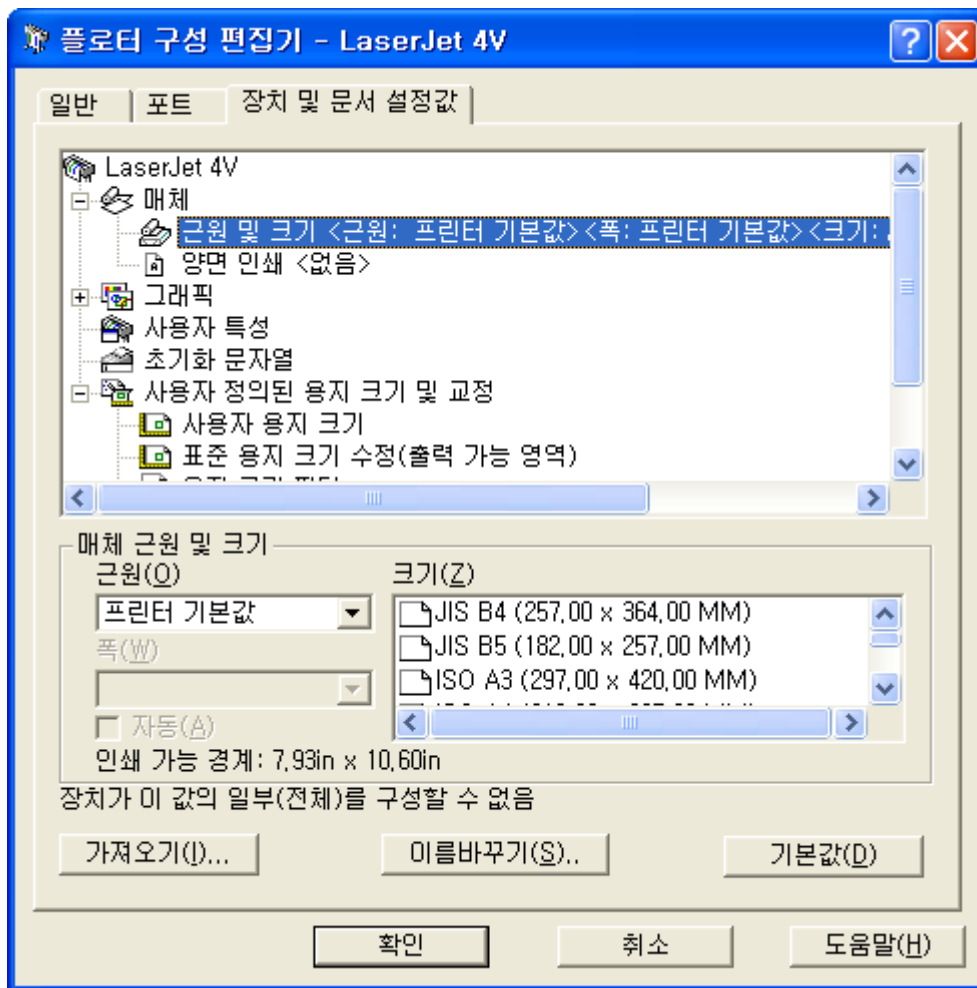 플로터 구성 편집기 - LaserJet 4V
일반 포트 장치 및 문서 설정값
LaserJet 4V
매체
근원 및 크기 <근원: 프린터 기본값><폭: 프린터 기본값><크기:
양면 인쇄 <없음>
그래픽
사용자 특성
초기화 문자열
사용자 정의된 용지 크기 및 교정
사용자 용지 크기
표준 용지 크기 수정(출력 가능 영역)
매체 근원 및 크기
근원(O)
프린터 기본값
폭(W)
자동(A)
크기(Z)
JIS B4 (257,00 x 364,00 MM)
JIS B5 (182,00 x 257,00 MM)
ISO A3 (297,00 x 420,00 MM)
인쇄 가능 경계: 7,93in x 10,60in
장치가 이 값의 일부(전체)를 구성할 수 없음
가져오기(I)... 이름바꾸기(S).. 기본값(D)
확인 취소 도움말(H)